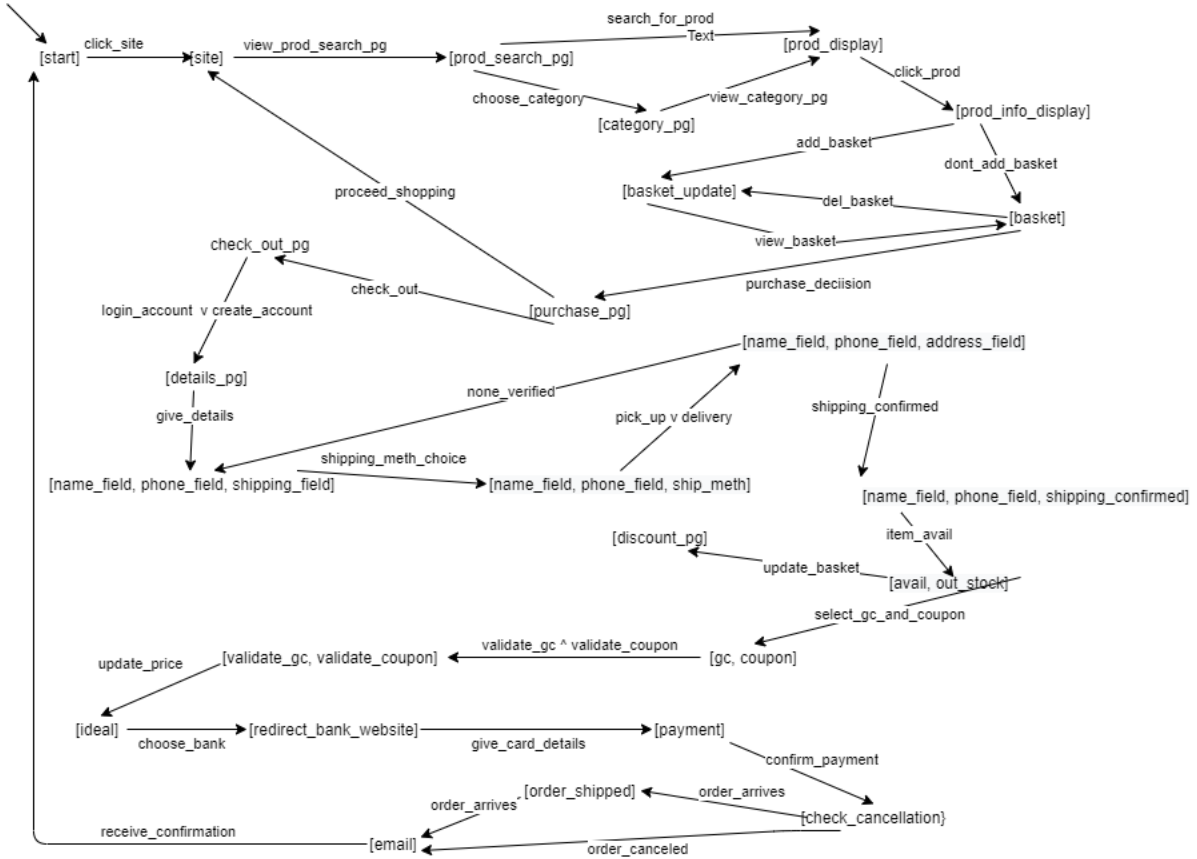 search_for_prod
Text
click_site
view_prod_search_pg
[start]
[site]
[prod_search_pg]
[prod_display]
click_prod
choose_category
view_category_pg
[category_pg]
[prod_info_display]
add_basket
dont_add_basket
proceed_shopping
[basket_update]
del_basket
[basket]
view_basket
check_out_pg
check_out
purchase_deciision
login_account v create_account
[purchase_pg]
[name_field, phone_field, address_field]
[details_pg]
none_verified
give_details
pick_up v delivery
shipping_confirmed
shipping_meth_choice
[name_field, phone_field, shipping_field]
[name_field, phone_field, ship_meth]
[name_field, phone_field, shipping_confirmed]
[discount_pg]
item_avail
update_basket
[avail, out_stock]
select_gc_and_coupon
update_price
[validate_gc, validate_coupon]
validate_gc ^ validate_coupon
[gc, coupon]
[ideal]
choose_bank
[redirect_bank_website]
give_card_details
[payment]
confirm_payment
order_arrives
[order_shipped]
order_arrives
[check_cancellation}
receive_confirmation
[email]
order_canceled